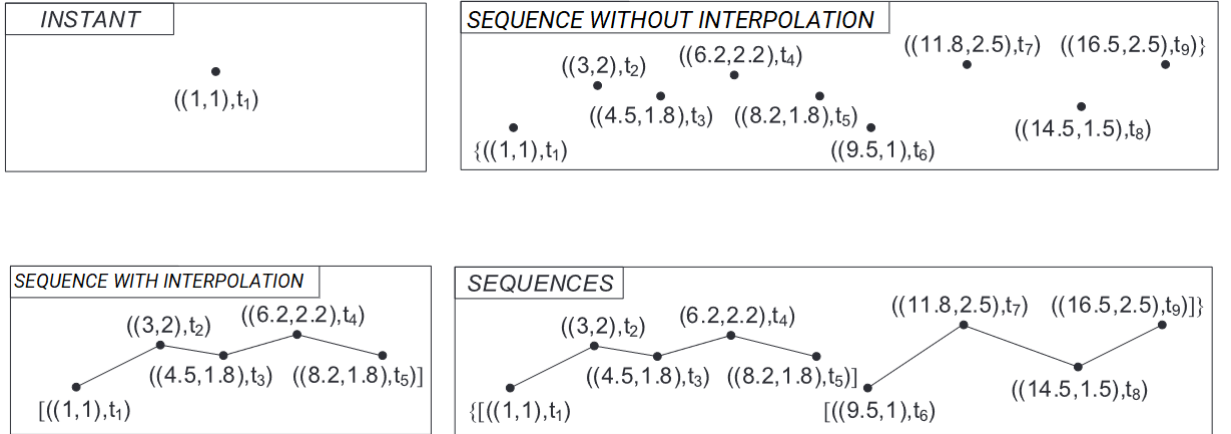 INSTANT
((1,1),t₁)
SEQUENCE WITHOUT INTERPOLATION
((11.8,2.5),t₇)
((16.5,2.5),t₉)}
((6.2,2.2),t₄)
((3,2),t₂)
((4.5,1.8),t₃)
((8.2,1.8),t₅)
((14.5,1.5),t₈)
{((1,1),t₁)
((9.5,1),t₆)
SEQUENCE WITH INTERPOLATION
((6.2,2.2),t₄)
((3,2),t₂)
((4.5,1.8),t₃)
((8.2,1.8),t₅)]
[((1,1),t₁)
SEQUENCES
((11.8,2.5),t₇)
((16.5,2.5),t₉)]}
(6.2,2.2),t₄)
((3,2),t₂)
((4.5,1.8),t₃)
((8.2,1.8),t₅)]
((14.5,1.5),t₈)
{[((1,1),t₁)
[((9.5,1),t₆)